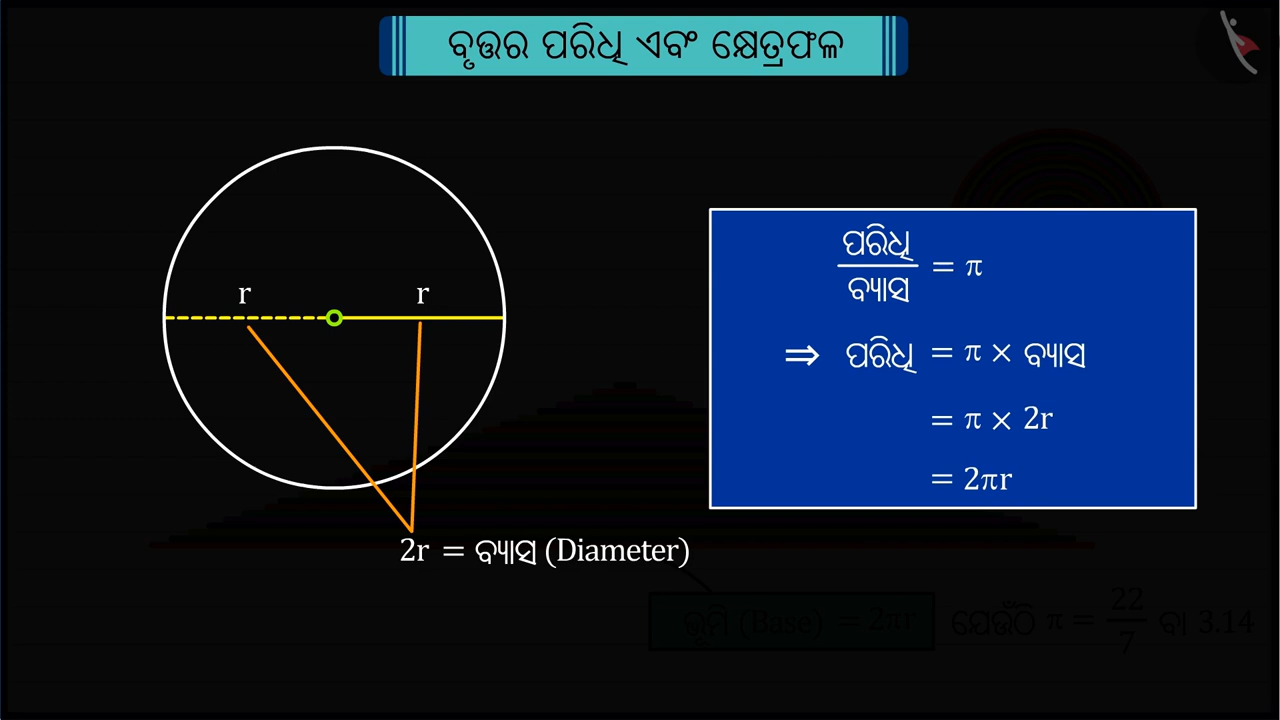 ବୃତ୍ତର ପରିଧି ଏବଂ କ୍ଷେତ୍ରଫଳ
r r
ପରିଧି / ବ୍ୟାସ = π
⇒ ପରିଧି = π × ବ୍ୟାସ
= π × 2r
= 2πr
2r = ବ୍ୟାସ (Diameter)
ଭୂମି (Base) = 2πr ଯେଉଁଠି π = 22/7 ବା 3.14